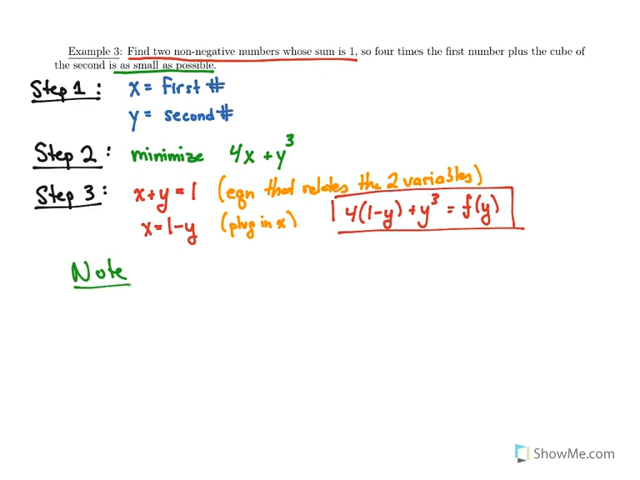 Example 3: Find two non-negative numbers whose sum is 1, so four times the first number plus the cube of
the second is as small as possible.
Step 1: x = First #
y = second #
Step 2: minimize 4x + y³
Step 3: x+y = 1 (eqn that relates the 2 variables)
x = 1-y (plug in x) 4(1-y) + y³ = f(y)
Note
ShowMe.com